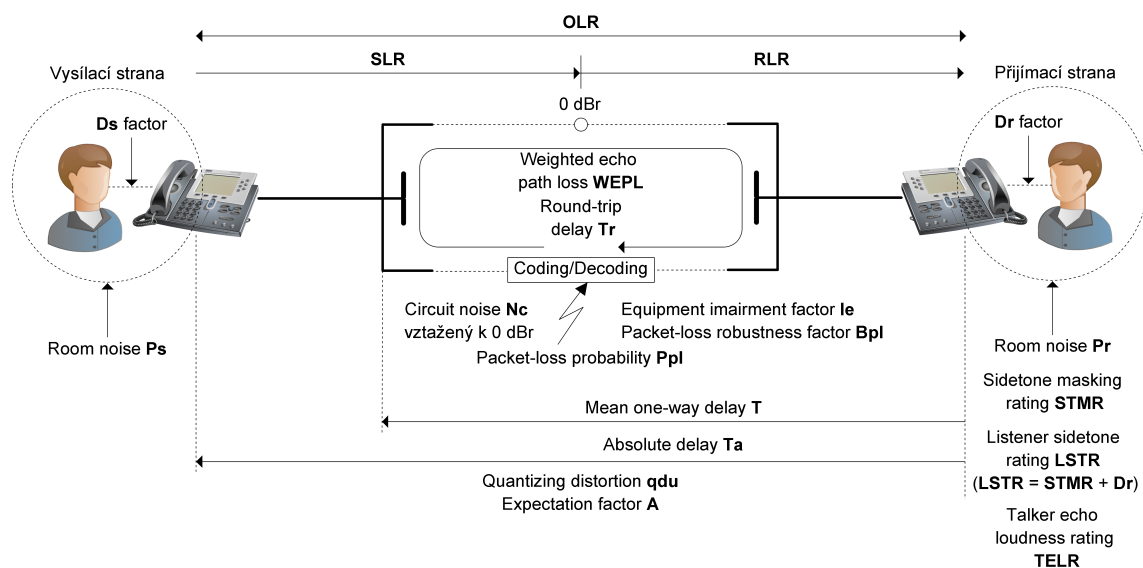 OLR
SLR
RLR
Vysílací strana
Přijímací strana
0 dBr
Ds factor
Dr factor
Weighted echo
path loss WEPL
Round-trip
delay Tr
Coding/Decoding
Circuit noise Nc
vztažený k 0 dBr
Equipment imairment factor Ie
Packet-loss robustness factor Bpl
Packet-loss probability Ppl
Room noise Ps
Room noise Pr
Sidetone masking
rating STMR
Mean one-way delay T
Absolute delay Ta
Listener sidetone
rating LSTR
(LSTR = STMR + Dr)
Quantizing distortion qdu
Expectation factor A
Talker echo
loudness rating
TELR